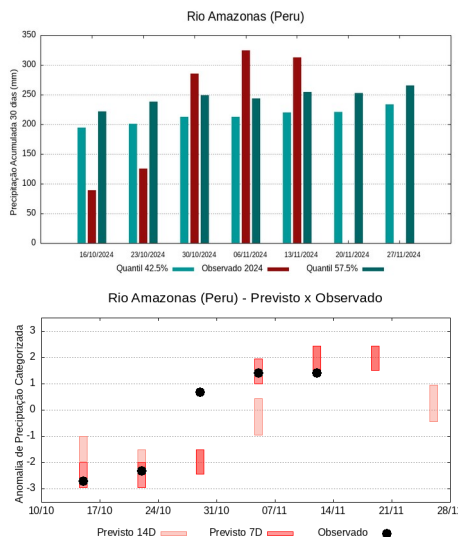 Rio Amazonas (Peru)
Precipitação Acumulada 30 dias (mm)
350
300
250
200
150
100
50
0
16/10/2024 23/10/2024 30/10/2024 06/11/2024 13/11/2024 20/11/2024 27/11/2024
Quantil 42.5% Observado 2024 Quantil 57.5%
Rio Amazonas (Peru) - Previsto x Observado
Anomalia de Preciptação Categorizada
3
2
1
0
-1
-2
-3
10/10 17/10 24/10 31/10 07/11 14/11 21/11 28/11
Previsto 14D Previsto 7D Observado